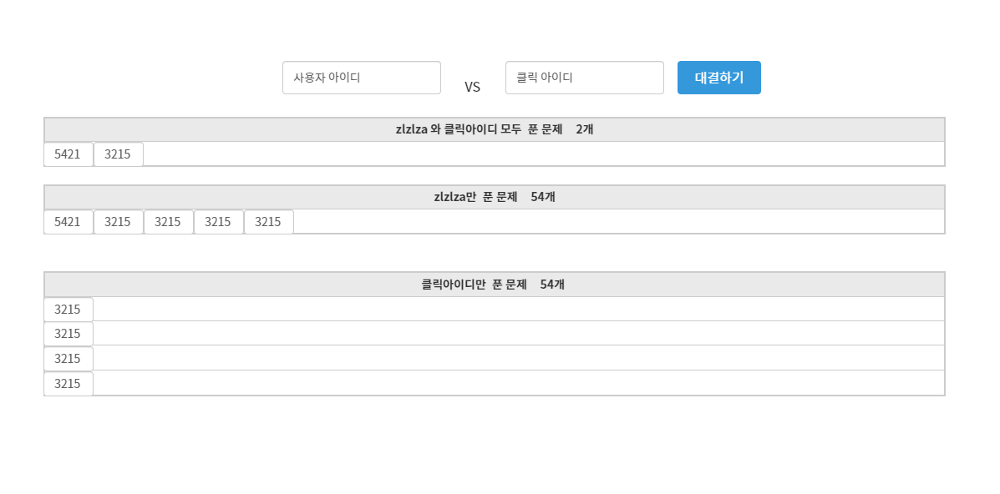 사용자 아이디 VS 클릭 아이디 대결하기
zlzlza 와 클릭아이디 모두 푼 문제 2개
5421 3215
zlzlza만 푼 문제 54개
5421 3215 3215 3215 3215
클릭아이디만 푼 문제 54개
3215
3215
3215
3215